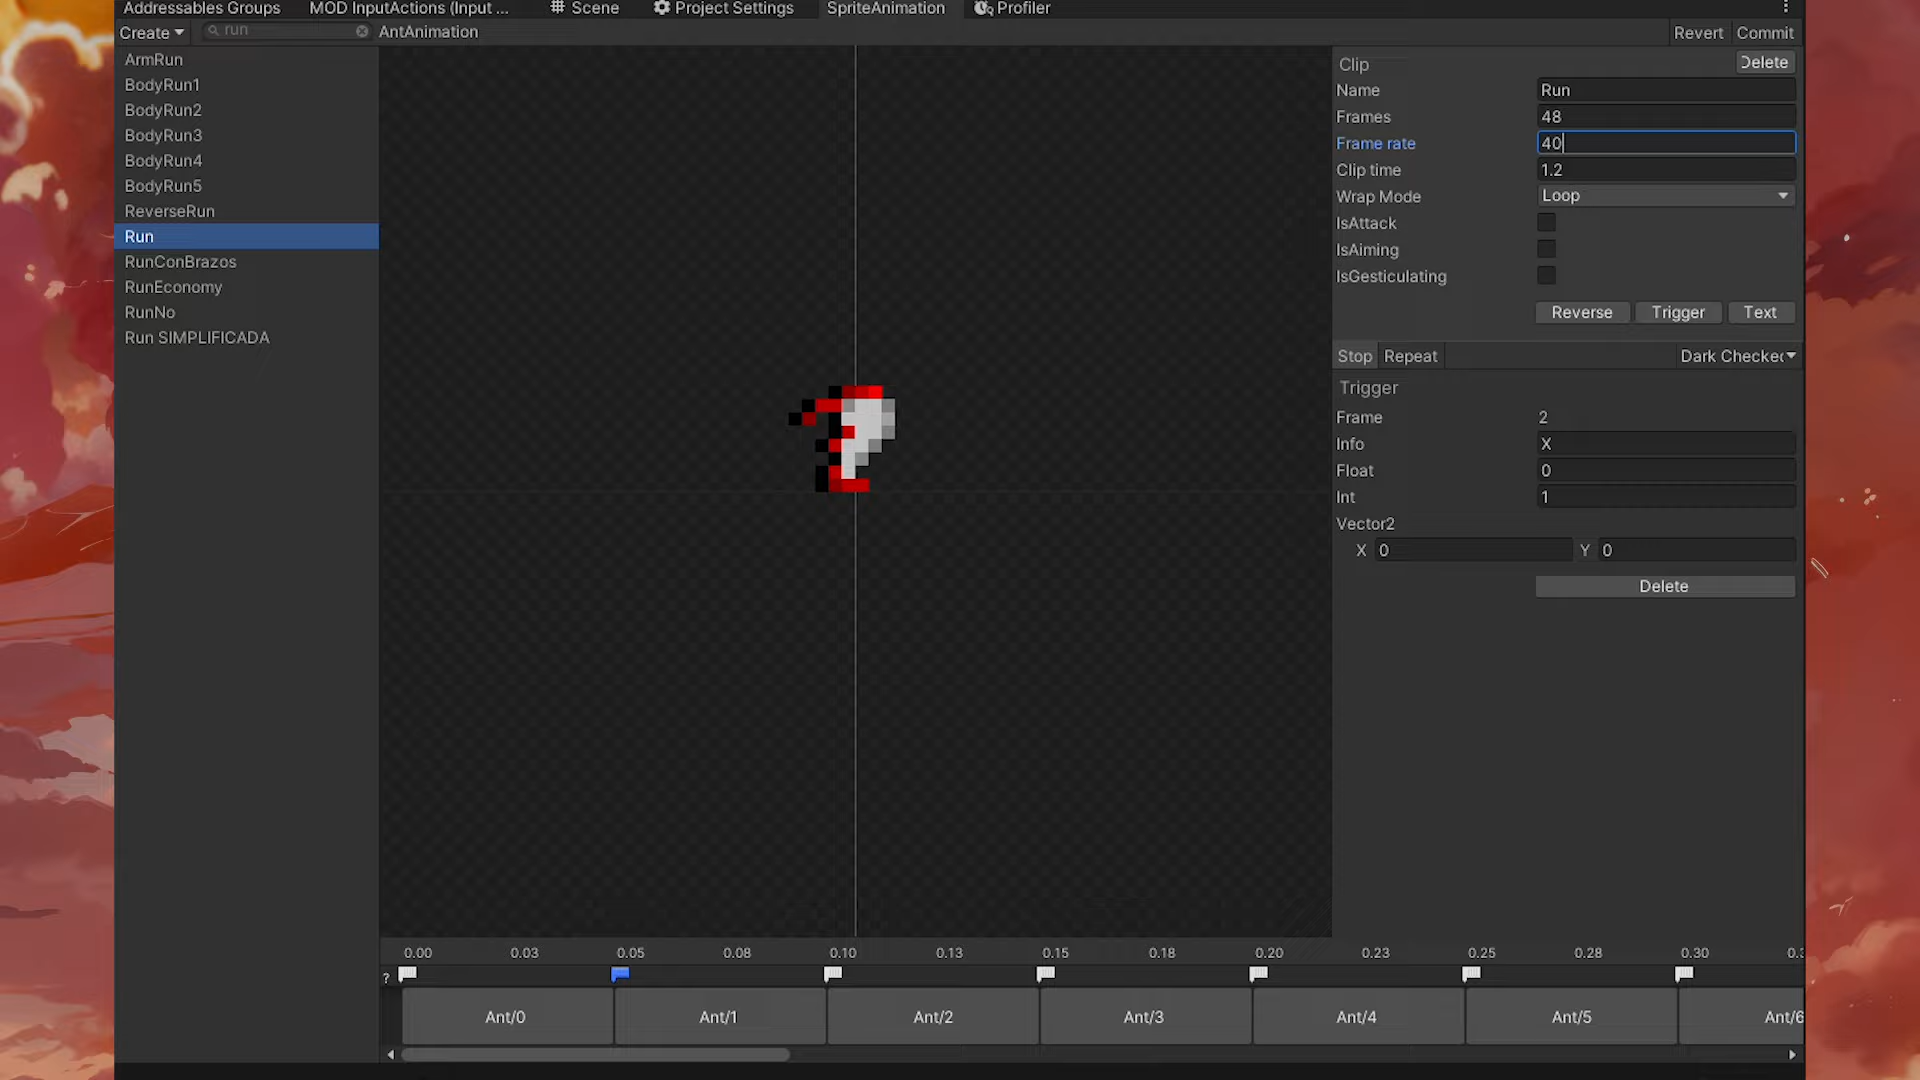 Addressables Groups
MOD InputActions (Input ...
Scene
Project Settings
SpriteAnimation
Profiler
Create
run
AntAnimation
Revert
Commit
ArmRun
BodyRun1
BodyRun2
BodyRun3
BodyRun4
BodyRun5
ReverseRun
Run
RunConBrazos
RunEconomy
RunNo
Run SIMPLIFICADA
Clip
Delete
Name Run
Frames 48
Frame rate 40
Clip time 1.2
Wrap Mode Loop
IsAttack
IsAiming
IsGesticulating
Reverse Trigger Text
Stop Repeat
Dark Checke
Trigger
Frame 2
Info X
Float 0
Int 1
Vector2
X 0 Y 0
Delete
0.00 0.03 0.05 0.08 0.10 0.13 0.15 0.18 0.20 0.23 0.25 0.28 0.30
?
Ant/0 Ant/1 Ant/2 Ant/3 Ant/4 Ant/5 Ant/6